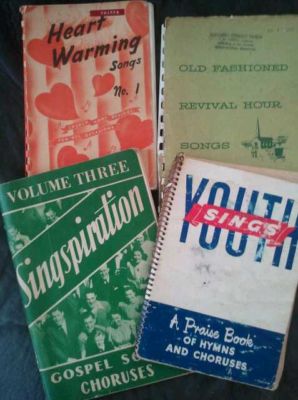 Heart
Warming
Songs
No. 1
OLD FASHIONED
REVIVAL HOUR
SONGS
VOLUME THREE
Singspiration
GOSPEL SO
CHORUSES
YOUTH
SINGS
A Praise Book
OF HYMNS
AND CHORUSES